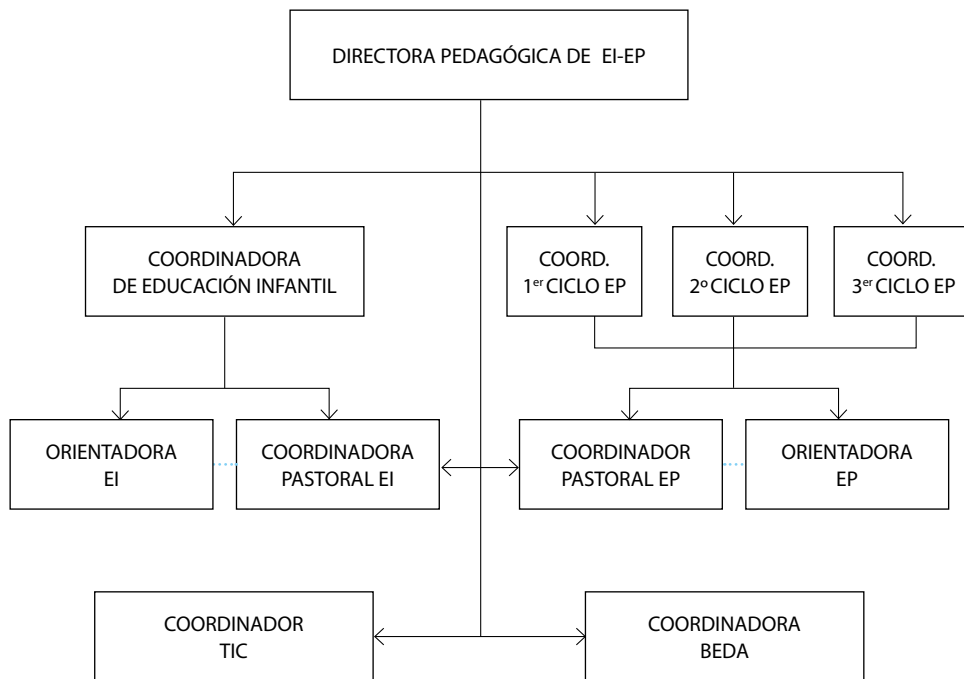 DIRECTORA PEDAGÓGICA DE EI-EP
COORDINADORA
DE EDUCACIÓN INFANTIL
COORD.
1er CICLO EP
COORD.
2º CICLO EP
COORD.
3er CICLO EP
ORIENTADORA
EI
COORDINADORA
PASTORAL EI
COORDINADOR
PASTORAL EP
ORIENTADORA
EP
COORDINADOR
TIC
COORDINADORA
BEDA